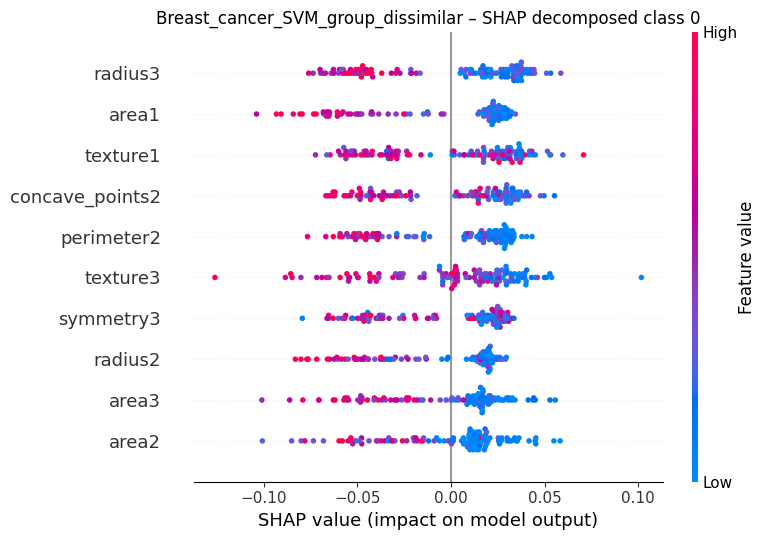 Breast_cancer_SVM_group_dissimilar – SHAP decomposed class 0
High
radius3
area1
texture1
concave_points2
perimeter2
texture3
symmetry3
radius2
area3
area2
Feature value
Low
−0.10 −0.05 0.00 0.05 0.10
SHAP value (impact on model output)